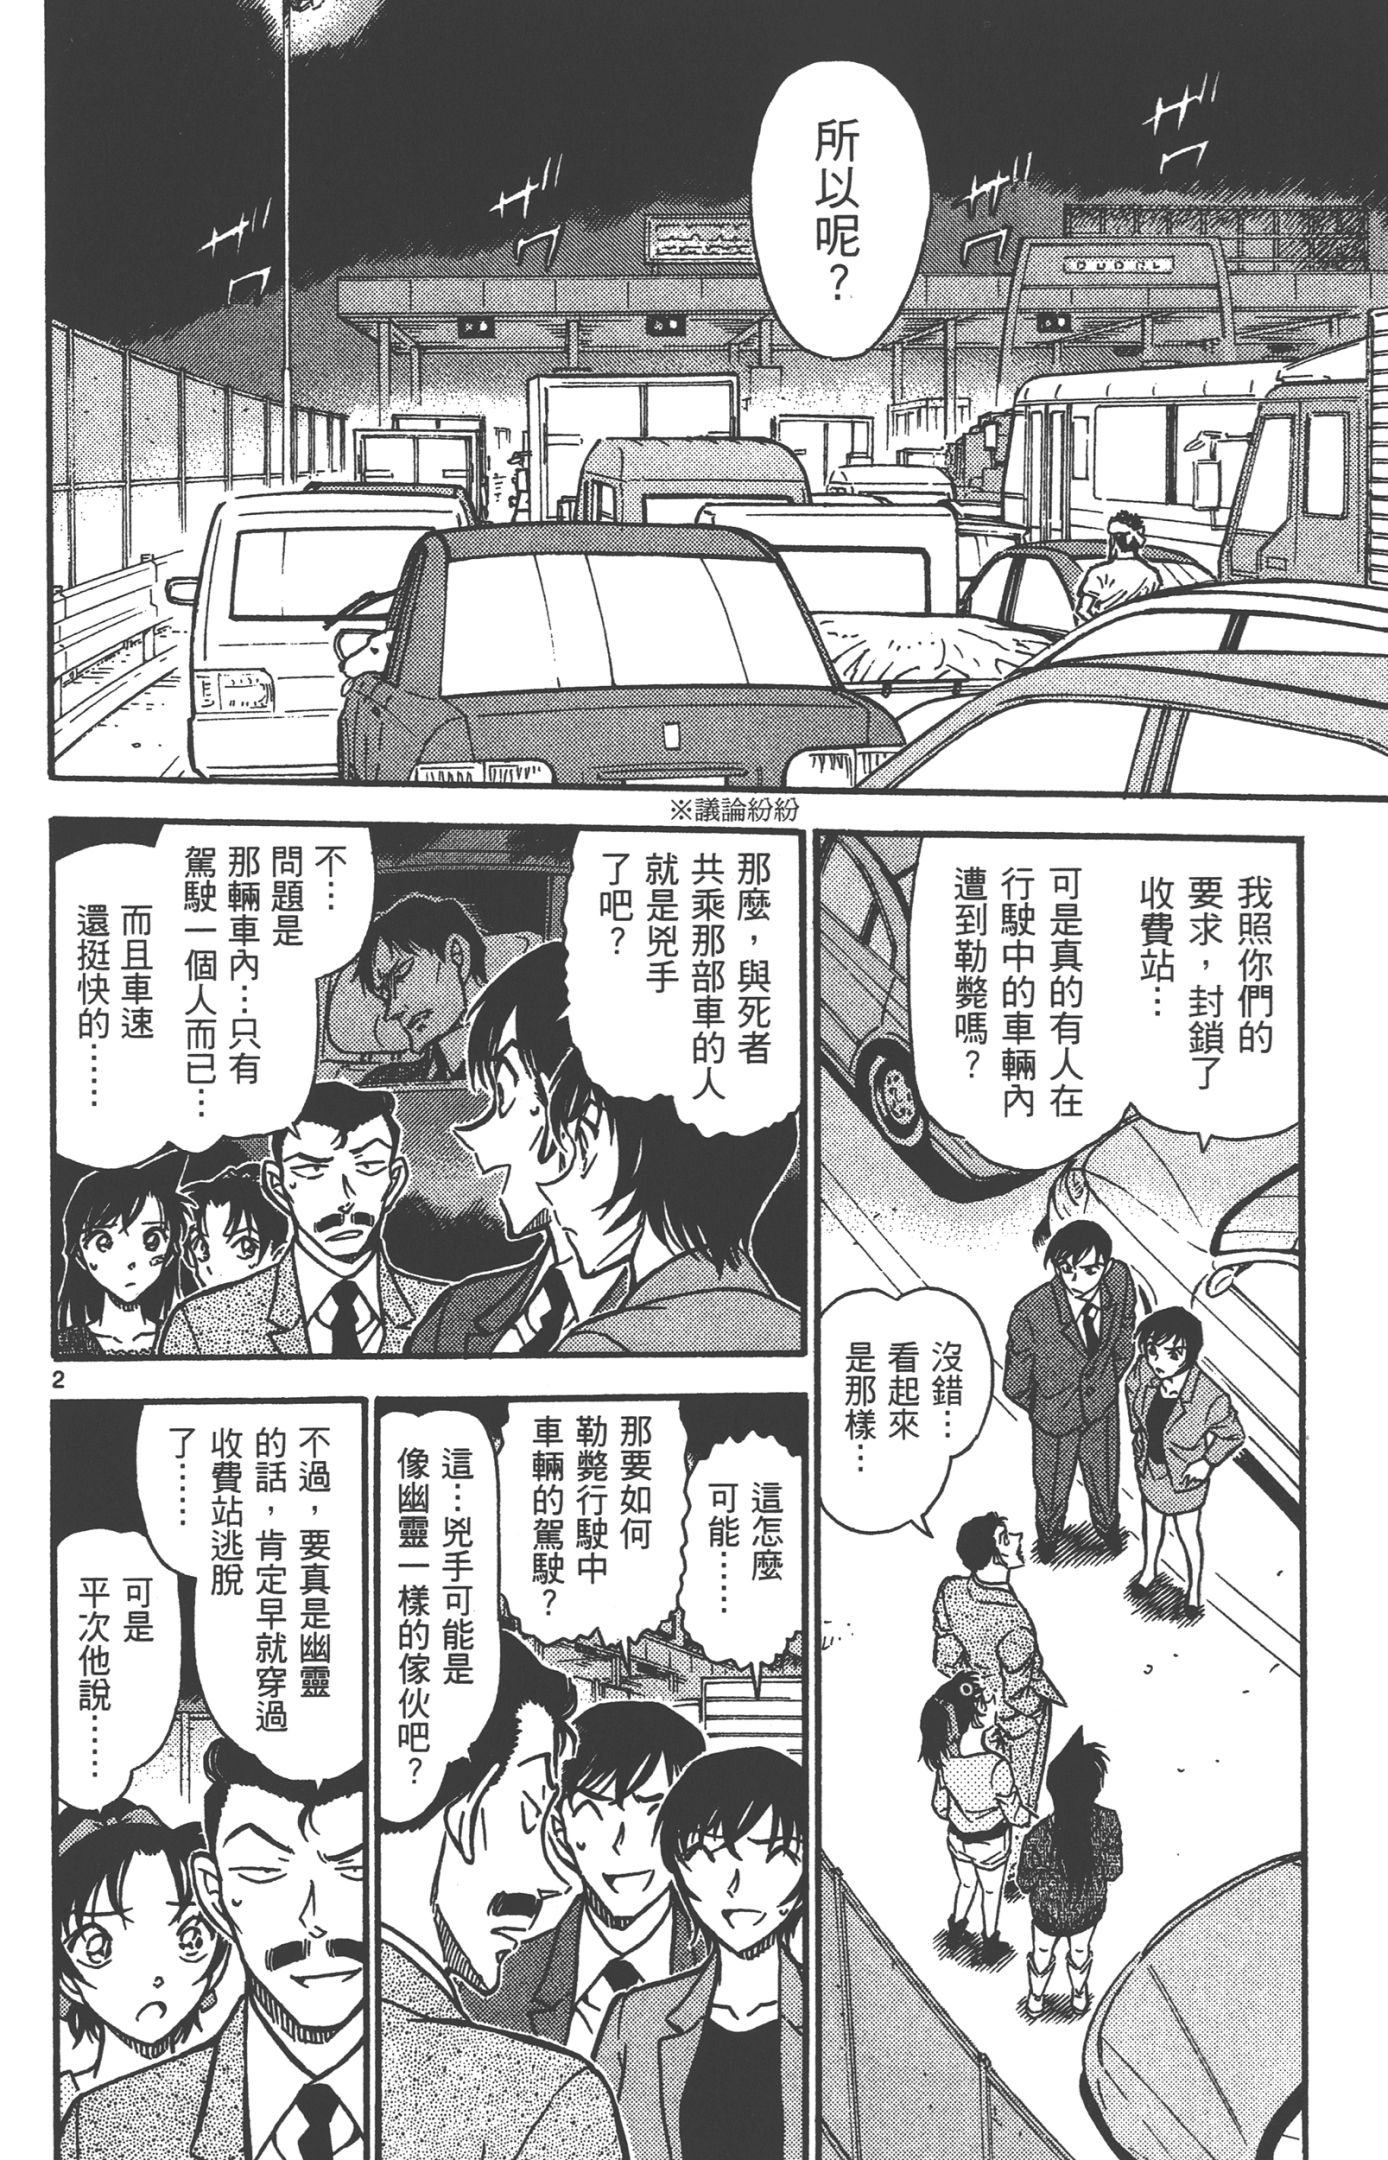 所以呢？
ザワ
ザワ
ザワ
ザワ
※議論紛紛
我照你們的
要求，封鎖了
收費站…
可是真的有人在
行駛中的車輛內
遭到勒斃嗎？
沒錯…
看起來
是那樣…
那麼，與死者
共乘那部車的人
就是兇手
了吧？
不…
問題是
那輛車內…只有
駕駛一個人而已…
而且車速
還挺快的……
2
這怎麼
可能……
那要如何
勒斃行駛中
車輛的駕駛？
這…兇手可能是
像幽靈一樣的傢伙吧？
不過，要真是幽靈
的話，肯定早就穿過
收費站逃脫
了……
可是
平次他說……